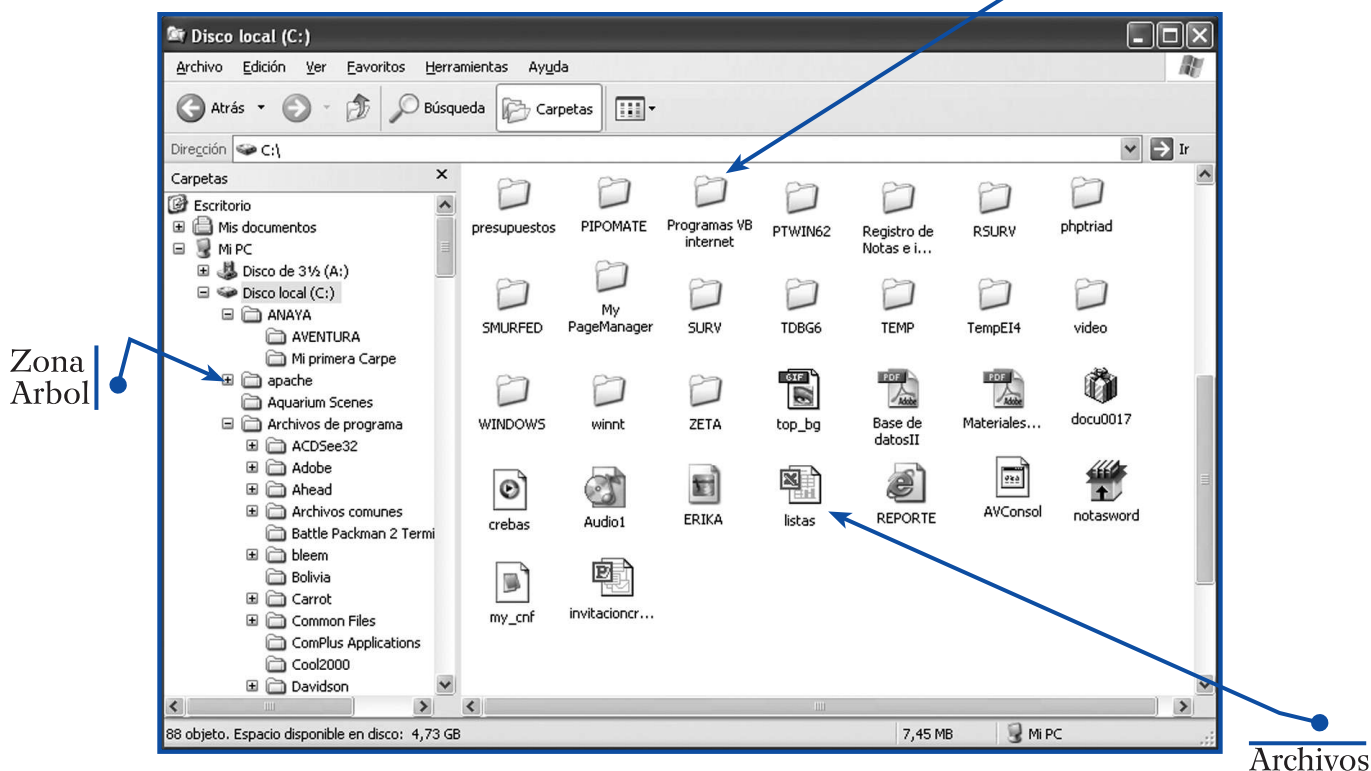 Disco local (C:)
Archivo Edición Ver Favoritos Herramientas Ayuda
Atrás Búsqueda Carpetas
Dirección C:\ Ir
Carpetas
Escritorio
Mis documentos
Mi PC
Disco de 3½ (A:)
Disco local (C:)
ANAYA
AVENTURA
Mi primera Carpe
apache
Aquarium Scenes
Archivos de programa
ACDSee32
Adobe
Ahead
Archivos comunes
Battle Packman 2 Termi
bleem
Bolivia
Carrot
Common Files
ComPlus Applications
Cool2000
Davidson
presupuestos
PIPOMATE
Programas VB
internet
PTWIN62
Registro de
Notas e i...
RSURV
phptriad
SMURFED
My
PageManager
SURV
TDBG6
TEMP
TempEI4
video
WINDOWS
winnt
ZETA
GIF
top_bg
PDF
Adobe
Base de
datosII
PDF
Adobe
Materiales...
docu0017
crebas
Audio1
ERIKA
listas
REPORTE
AVConsol
notasword
my_cnf
invitacioncr...
88 objeto. Espacio disponible en disco: 4,73 GB
7,45 MB
Mi PC
Zona
Arbol
Archivos